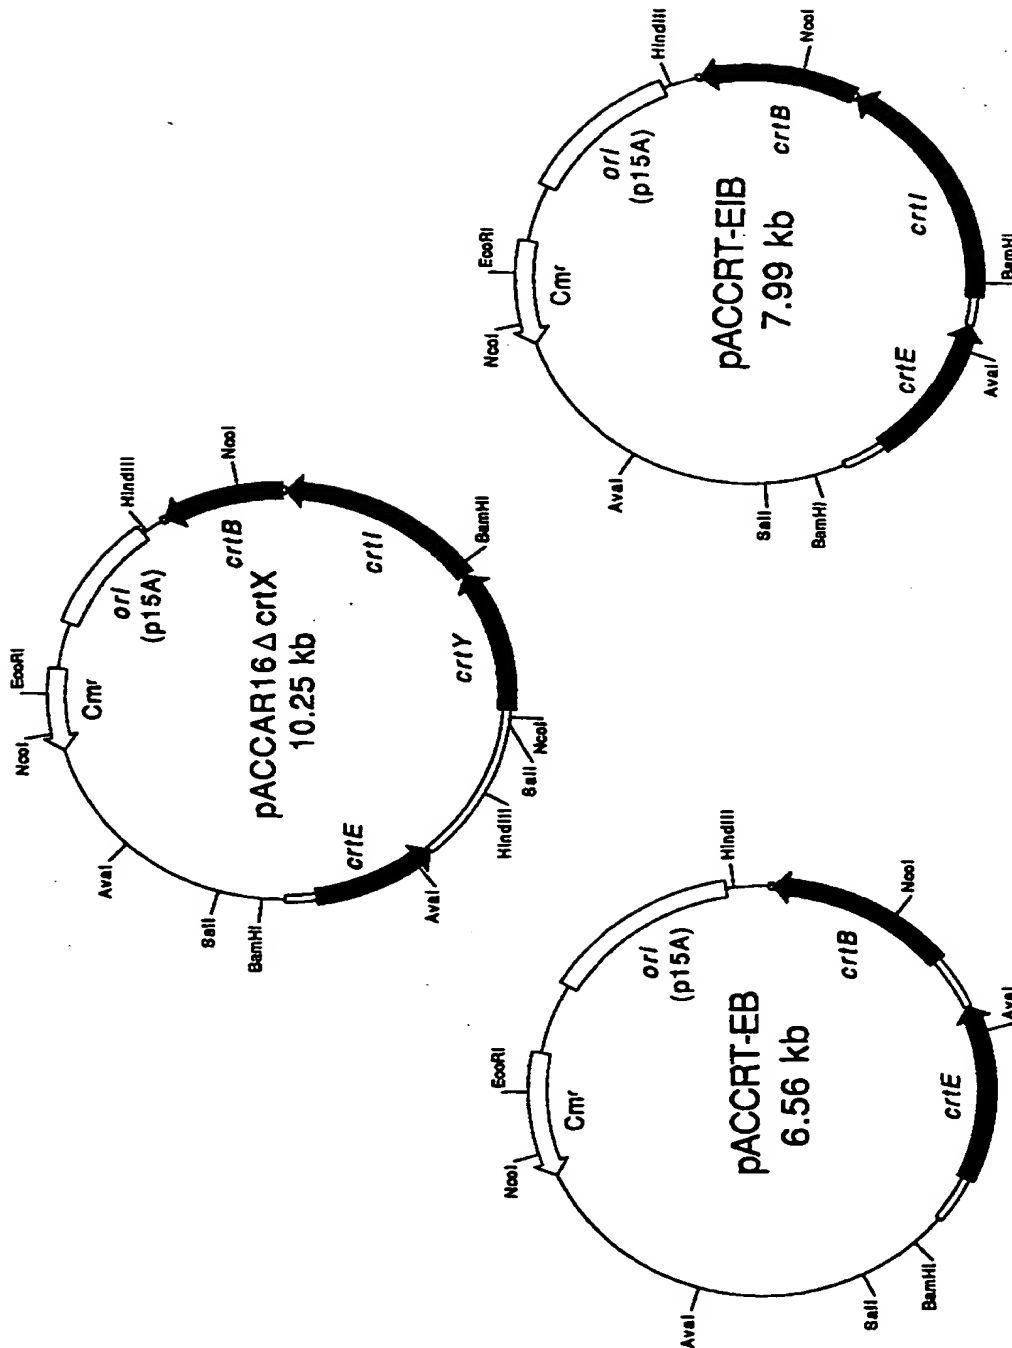 EcoRI
NcoI
Cmr
ori
(p15A)
HindIII
NcoI
crtB
AvaI
pACCAR16ΔcrtX
10.25 kb
crtI
BamHI
SalI
BamHI
crtE
crtY
AvaI
HindIII
SalI
NcoI
EcoRI
NcoI
Cmr
ori
(p15A)
HindIII
pACCRT-EB
6.56 kb
NcoI
crtB
AvaI
SalI
BamHI
crtE
AvaI
EcoRI
NcoI
Cmr
ori
(p15A)
HindIII
NcoI
crtB
pACCRT-EIB
7.99 kb
AvaI
crtI
SalI
BamHI
crtE
AvaI
BamHI